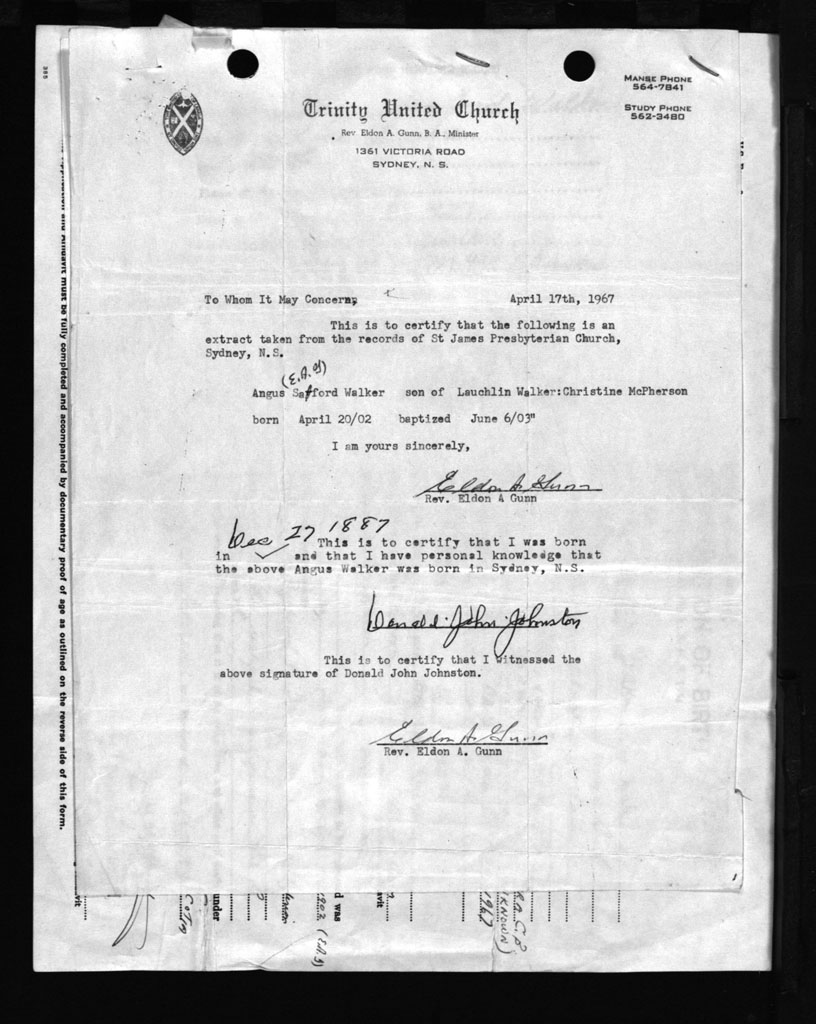 Trinity United Church
Rev. Eldon A. Gunn, B. A., Minister
1361 VICTORIA ROAD
SYDNEY, N. S.
MANSE PHONE
564-7841
STUDY PHONE
562-3480
To Whom It May Concern,
April 17th, 1967
This is to certify that the following is an
extract taken from the records of St James Presbyterian Church,
Sydney, N.S.
(E.A.G)
Angus Safford Walker son of Lauchlin Walker:Christine McPherson
born April 20/02 baptized June 6/03"
I am yours sincerely,
Eldon A. Gunn
Rev. Eldon A Gunn
Dec 27 1887
This is to certify that I was born
in and that I have personal knowledge that
the above Angus Walker was born in Sydney, N.S.
Donald John Johnston
This is to certify that I witnessed the
above signature of Donald John Johnston.
Eldon A. Gunn
Rev. Eldon A. Gunn
and Affidavit must be fully completed and accompanied by documentary proof of age as outlined on the reverse side of this form.
under
d was
1902 (E.A.G)
1967